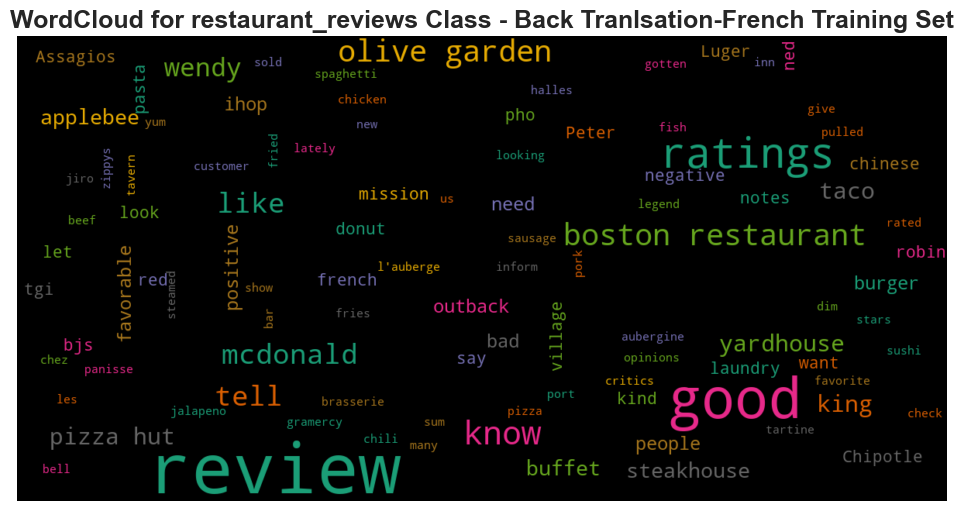 WordCloud for restaurant_reviews Class - Back Tranlsation-French Training Set
Assagios
wendy
sold
olive garden
spaghetti
gotten
Luger
inn
ned
pasta
applebee
yum
ihop
chicken
new
halles
pho
Peter
fish
give
pulled
ratings
chinese
negative
jiro
zippys
tavern
customer
fried
lately
looking
mission
us
need
legend
notes
taco
beef
look
like
donut
sausage
boston restaurant
rated
robin
let
favorable
red
steamed
positive
show
french
l'auberge
inform
pork
burger
tgi
bar
fries
outback
village
dim
stars
bjs
chez
panisse
mcdonald
say
bad
aubergine
opinions
yardhouse
sushi
laundry
want
les
jalapeno
tell
gramercy
brasserie
critics
port
kind
good
favorite
king
check
pizza hut
chili
sum
many
know
pizza
people
tartine
bell
review
buffet
steakhouse
Chipotle